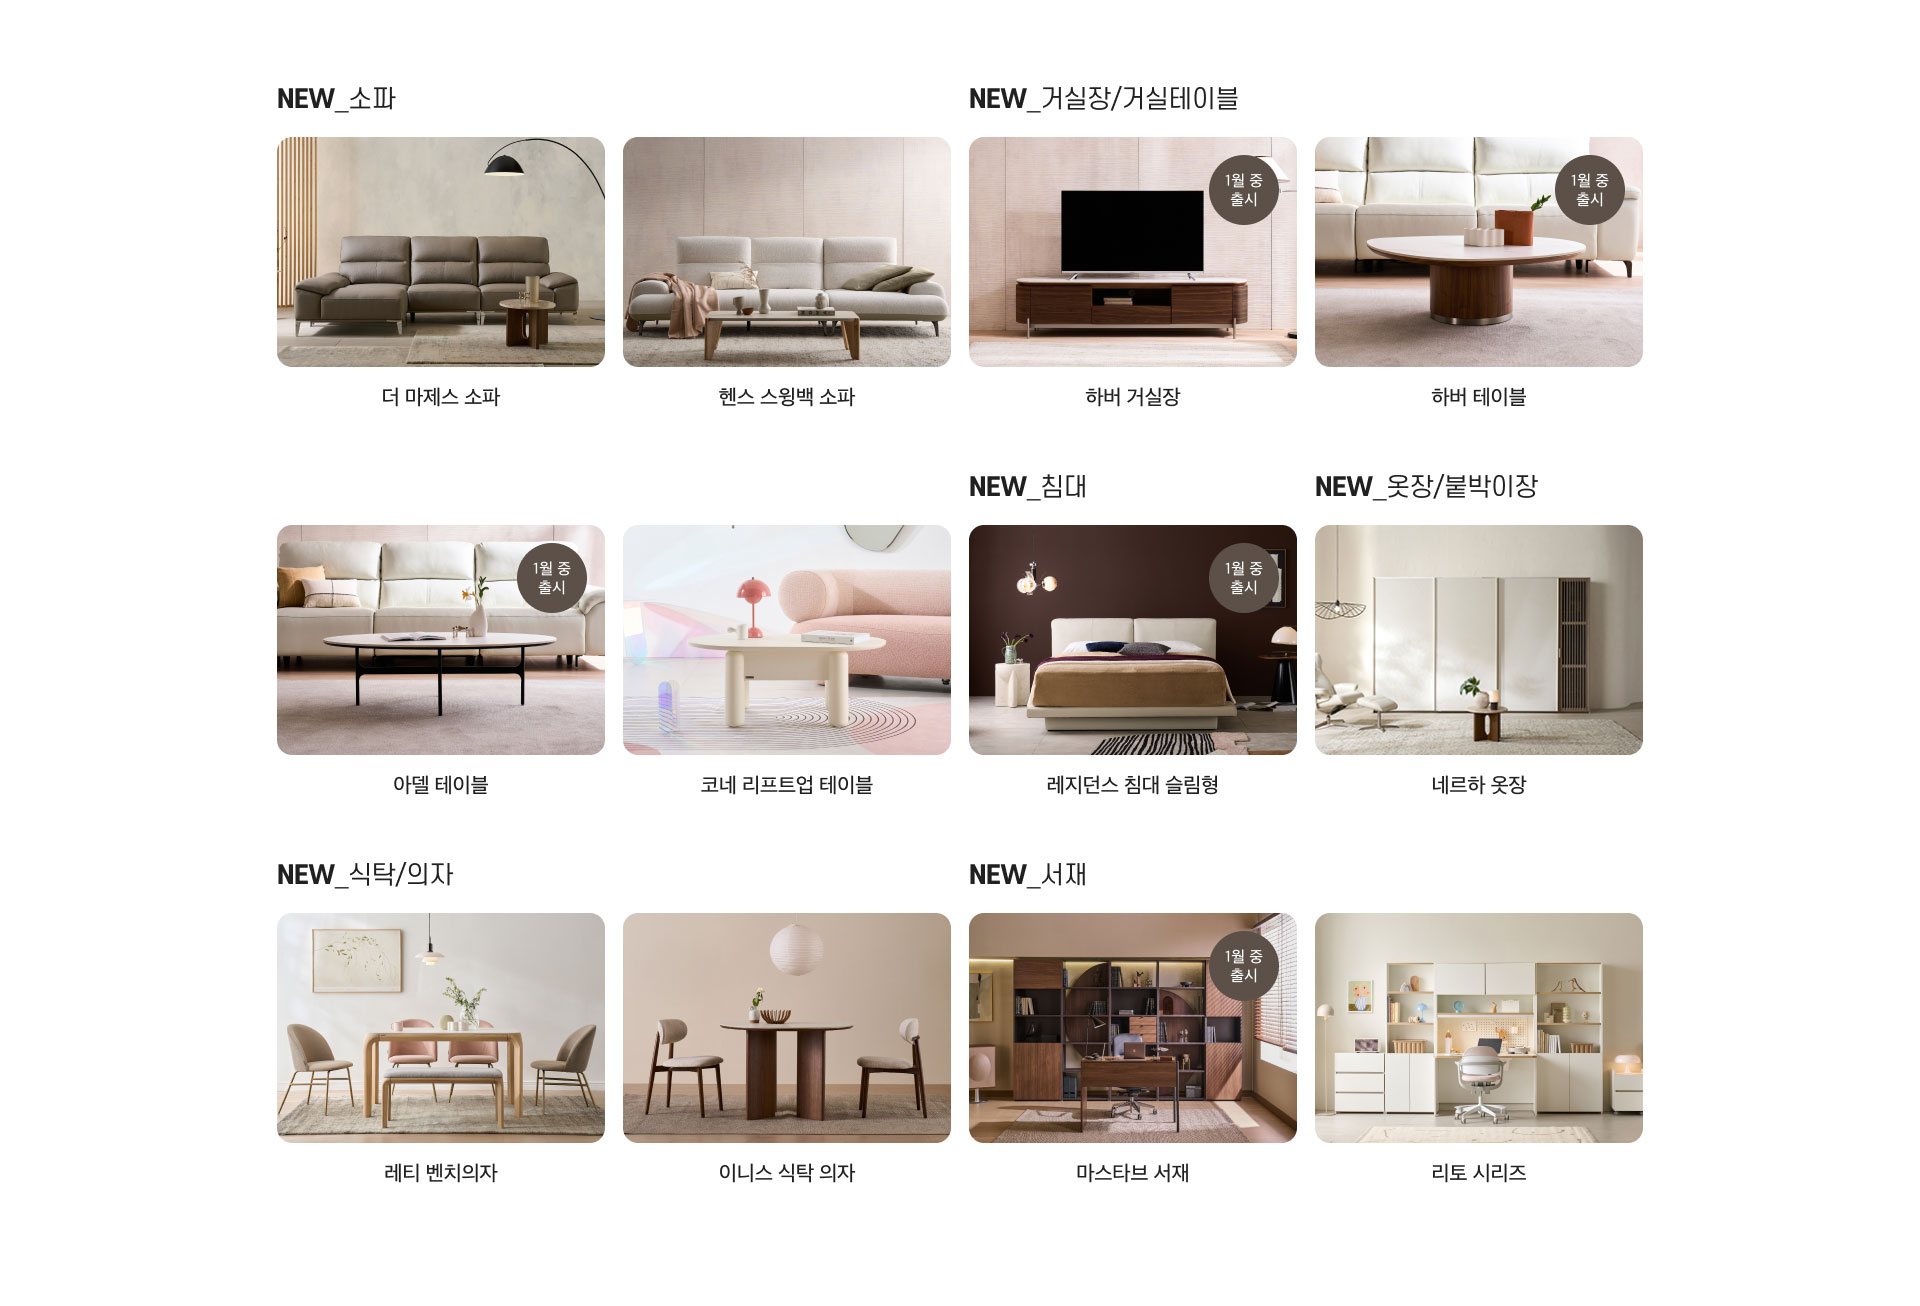 NEW_소파
NEW_거실장/거실테이블
1월 중
출시
1월 중
출시
더 마제스 소파
헨스 스윙백 소파
하버 거실장
하버 테이블
NEW_침대
NEW_옷장/붙박이장
1월 중
출시
1월 중
출시
아델 테이블
코네 리프트업 테이블
레지던스 침대 슬림형
네르하 옷장
NEW_식탁/의자
NEW_서재
1월 중
출시
레티 벤치의자
이니스 식탁 의자
마스타브 서재
리토 시리즈